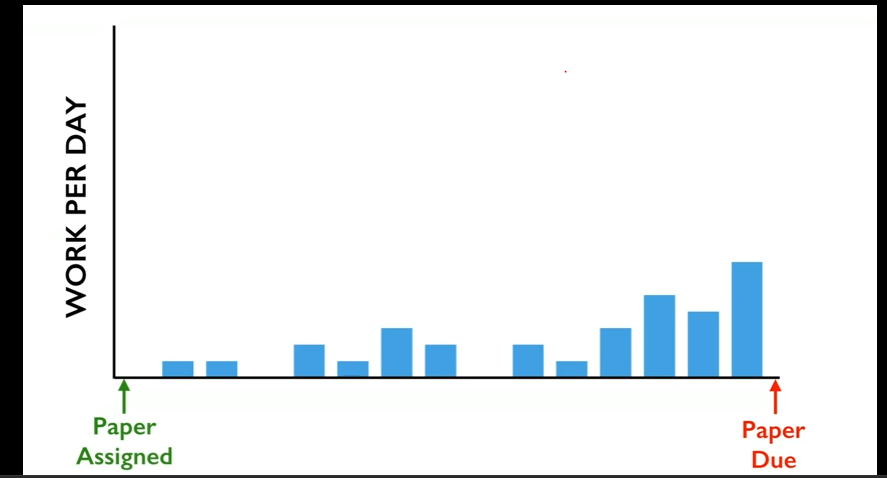 WORK PER DAY
Paper
Assigned
Paper
Due